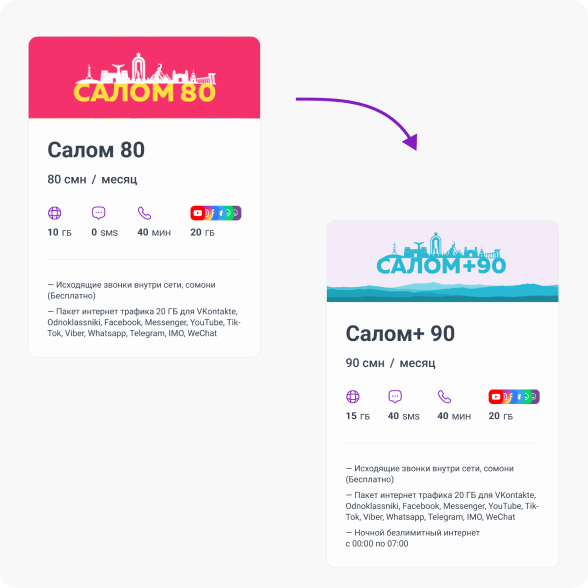 САЛОМ 80
Салом 80
80 смн / месяц
10 ГБ
0 SMS
40 МИН
20 ГБ
— Исходящие звонки внутри сети, сомони
(Бесплатно)
— Пакет интернет трафика 20 ГБ для VKontakte,
Odnoklassniki, Facebook, Messenger, YouTube, Tik-
Tok, Viber, Whatsapp, Telegram, IMO, WeChat
САЛОМ+90
Салом+ 90
90 смн / месяц
15 ГБ
40 SMS
40 МИН
20 ГБ
— Исходящие звонки внутри сети, сомони
(Бесплатно)
— Пакет интернет трафика 20 ГБ для VKontakte,
Odnoklassniki, Facebook, Messenger, YouTube, Tik-
Tok, Viber, Whatsapp, Telegram, IMO, WeChat
— Ночной безлимитный интернет
с 00:00 по 07:00